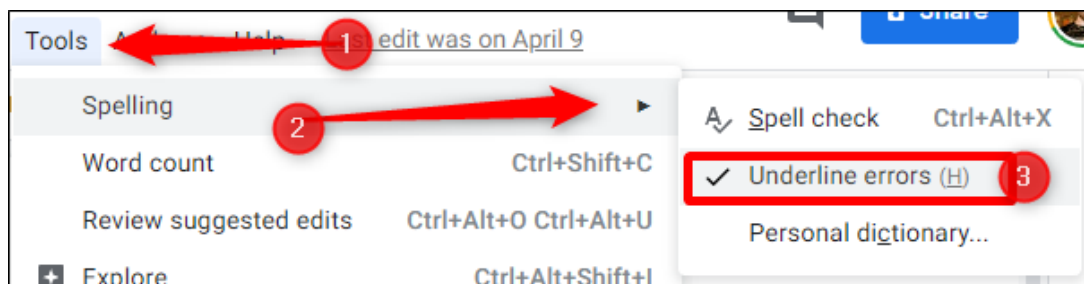 Share
Tools Help edit was on April 9
1
Spelling
2
Spell check Ctrl+Alt+X
Word count Ctrl+Shift+C
Underline errors (H)
3
Review suggested edits Ctrl+Alt+O Ctrl+Alt+U
Personal dictionary...
Explore Ctrl+Alt+Shift+I